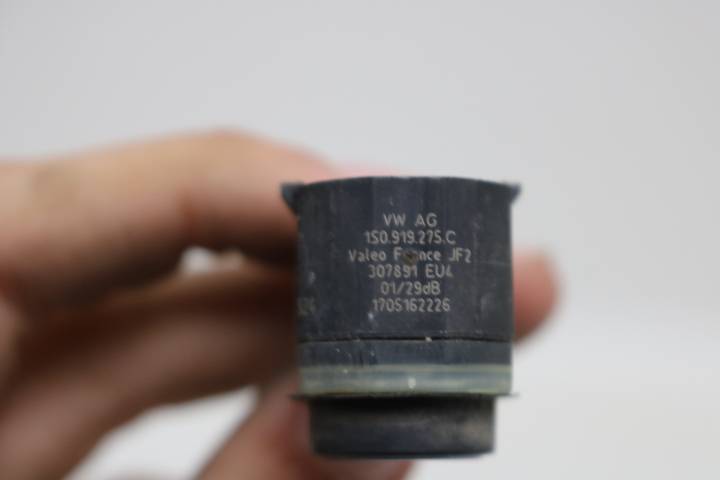 VW AG
1S0.919.275.C
Valeo France JF2
307891 EU4
01/29dB
1705162226